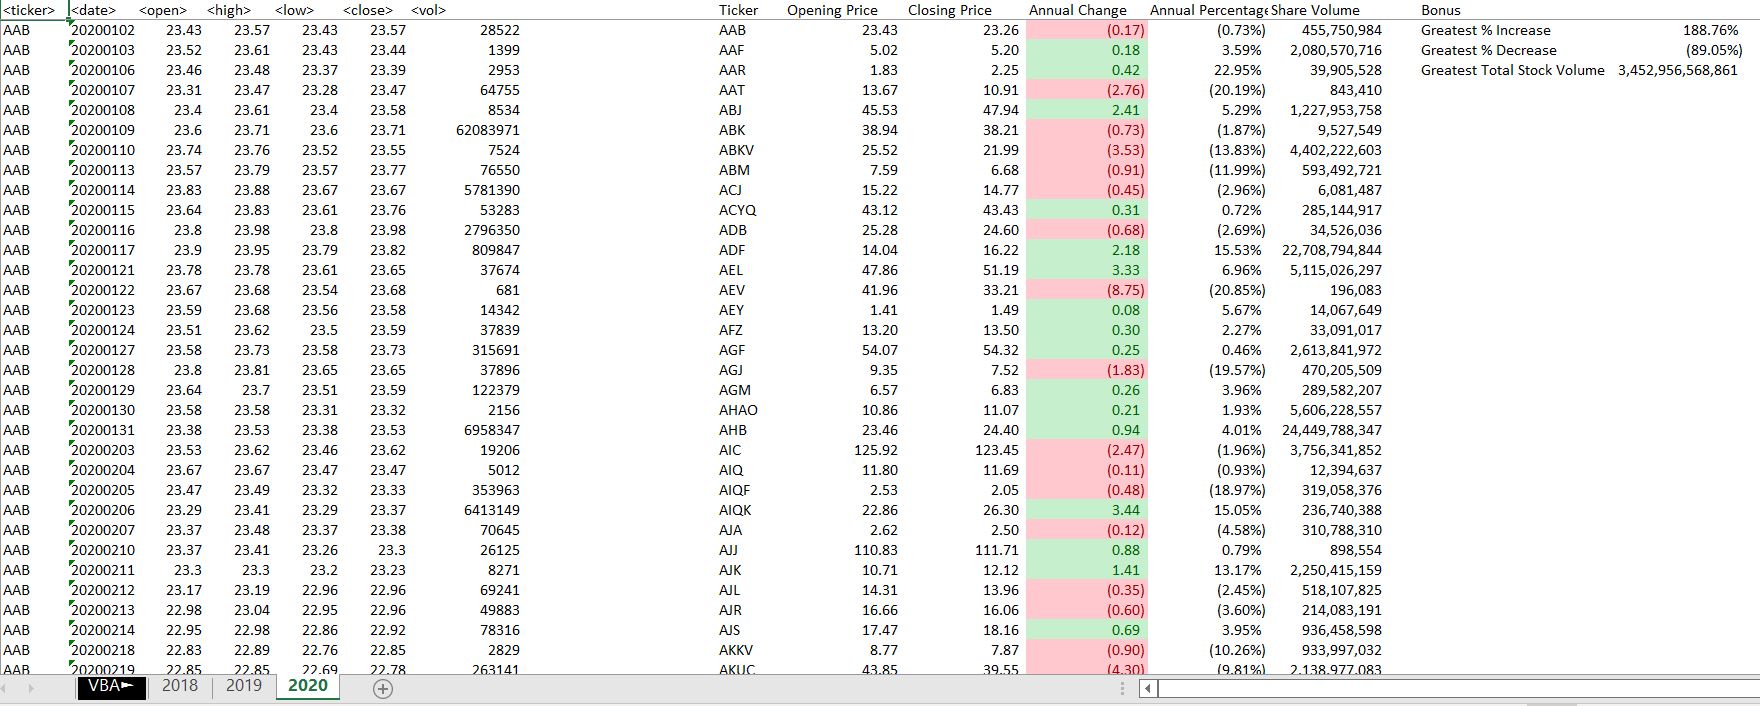 <ticker> <date> <open> <high> <low> <close> <vol> Ticker Opening Price Closing Price Annual Change Annual Percentage Share Volume Bonus
AAB 20200102 23.43 23.57 23.43 23.57 28522 AAB 23.43 23.26 (0.17) (0.73%) 455,750,984 Greatest % Increase 188.76%
AAB 20200103 23.52 23.61 23.43 23.44 1399 AAF 5.02 5.20 0.18 3.59% 2,080,570,716 Greatest % Decrease (89.05%)
AAB 20200106 23.46 23.48 23.37 23.39 2953 AAR 1.83 2.25 0.42 22.95% 39,905,528 Greatest Total Stock Volume 3,452,956,568,861
AAB 20200107 23.31 23.47 23.28 23.47 64755 AAT 13.67 10.91 (2.76) (20.19%) 843,410
AAB 20200108 23.4 23.61 23.4 23.58 8534 ABJ 45.53 47.94 2.41 5.29% 1,227,953,758
AAB 20200109 23.6 23.71 23.6 23.71 62083971 ABK 38.94 38.21 (0.73) (1.87%) 9,527,549
AAB 20200110 23.74 23.76 23.52 23.55 7524 ABKV 25.52 21.99 (3.53) (13.83%) 4,402,222,603
AAB 20200113 23.57 23.79 23.57 23.77 76550 ABM 7.59 6.68 (0.91) (11.99%) 593,492,721
AAB 20200114 23.83 23.88 23.67 23.67 5781390 ACJ 15.22 14.77 (0.45) (2.96%) 6,081,487
AAB 20200115 23.64 23.83 23.61 23.76 53283 ACYQ 43.12 43.43 0.31 0.72% 285,144,917
AAB 20200116 23.8 23.98 23.8 23.98 2796350 ADB 25.28 24.60 (0.68) (2.69%) 34,526,036
AAB 20200117 23.9 23.95 23.79 23.82 809847 ADF 14.04 16.22 2.18 15.53% 22,708,794,844
AAB 20200121 23.78 23.78 23.61 23.65 37674 AEL 47.86 51.19 3.33 6.96% 5,115,026,297
AAB 20200122 23.67 23.68 23.54 23.68 681 AEV 41.96 33.21 (8.75) (20.85%) 196,083
AAB 20200123 23.59 23.68 23.56 23.58 14342 AEY 1.41 1.49 0.08 5.67% 14,067,649
AAB 20200124 23.51 23.62 23.5 23.59 37839 AFZ 13.20 13.50 0.30 2.27% 33,091,017
AAB 20200127 23.58 23.73 23.58 23.73 315691 AGF 54.07 54.32 0.25 0.46% 2,613,841,972
AAB 20200128 23.8 23.81 23.65 23.65 37896 AGJ 9.35 7.52 (1.83) (19.57%) 470,205,509
AAB 20200129 23.64 23.7 23.51 23.59 122379 AGM 6.57 6.83 0.26 3.96% 289,582,207
AAB 20200130 23.58 23.58 23.31 23.32 2156 AHAO 10.86 11.07 0.21 1.93% 5,606,228,557
AAB 20200131 23.38 23.53 23.38 23.53 6958347 AHB 23.46 24.40 0.94 4.01% 24,449,788,347
AAB 20200203 23.53 23.62 23.46 23.62 19206 AIC 125.92 123.45 (2.47) (1.96%) 3,756,341,852
AAB 20200204 23.67 23.67 23.47 23.47 5012 AIQ 11.80 11.69 (0.11) (0.93%) 12,394,637
AAB 20200205 23.47 23.49 23.32 23.33 353963 AIQF 2.53 2.05 (0.48) (18.97%) 319,058,376
AAB 20200206 23.29 23.41 23.29 23.37 6413149 AIQK 22.86 26.30 3.44 15.05% 236,740,388
AAB 20200207 23.37 23.48 23.37 23.38 70645 AJA 2.62 2.50 (0.12) (4.58%) 310,788,310
AAB 20200210 23.37 23.41 23.26 23.3 26125 AJJ 110.83 111.71 0.88 0.79% 898,554
AAB 20200211 23.3 23.3 23.2 23.23 8271 AJK 10.71 12.12 1.41 13.17% 2,250,415,159
AAB 20200212 23.17 23.19 22.96 22.96 69241 AJL 14.31 13.96 (0.35) (2.45%) 518,107,825
AAB 20200213 22.98 23.04 22.95 22.96 49883 AJR 16.66 16.06 (0.60) (3.60%) 214,083,191
AAB 20200214 22.95 22.98 22.86 22.92 78316 AJS 17.47 18.16 0.69 3.95% 936,458,598
AAB 20200218 22.83 22.89 22.76 22.85 2829 AKKV 8.77 7.87 (0.90) (10.26%) 933,997,032
AAB 20200219 22.85 22.85 22.69 22.78 263141 AKUC 43.85 39.55 (4.30) (9.81%) 2,138,977,083
VBA 2018 2019 2020